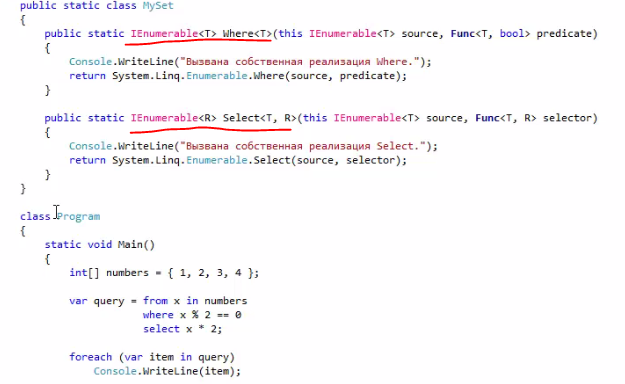 public static class MySet
{
    public static IEnumerable<T> Where<T>(this IEnumerable<T> source, Func<T, bool> predicate)
    {
        Console.WriteLine("Вызвана собственная реализация Where.");
        return System.Linq.Enumerable.Where(source, predicate);
    }

    public static IEnumerable<R> Select<T, R>(this IEnumerable<T> source, Func<T, R> selector)
    {
        Console.WriteLine("Вызвана собственная реализация Select.");
        return System.Linq.Enumerable.Select(source, selector);
    }
}

class Program
{
    static void Main()
    {
        int[] numbers = { 1, 2, 3, 4 };

        var query = from x in numbers
                    where x % 2 == 0
                    select x * 2;

        foreach (var item in query)
            Console.WriteLine(item);